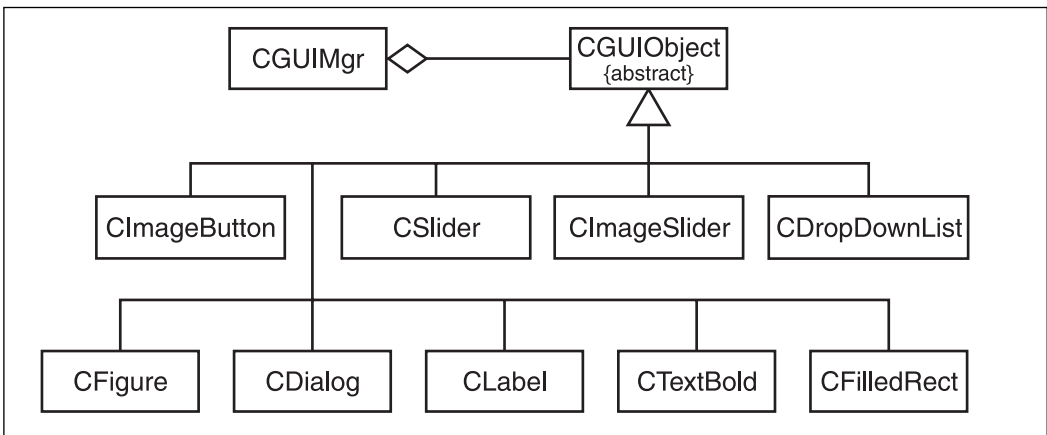 CGUIMgr
CGUIObject
{abstract}
CImageButton
CSlider
CImageSlider
CDropDownList
CFigure
CDialog
CLabel
CTextBold
CFilledRect